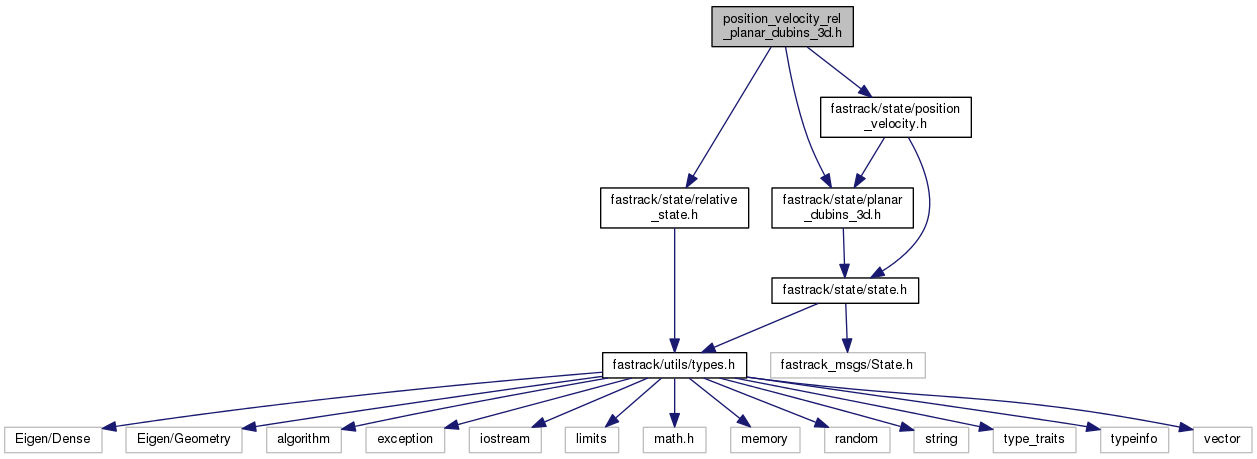 position_velocity_rel
_planar_dubins_3d.h
fastrack/state/position
_velocity.h
fastrack/state/relative
_state.h
fastrack/state/planar
_dubins_3d.h
fastrack/state/state.h
fastrack/utils/types.h
fastrack_msgs/State.h
Eigen/Dense
Eigen/Geometry
algorithm
exception
iostream
limits
math.h
memory
random
string
type_traits
typeinfo
vector